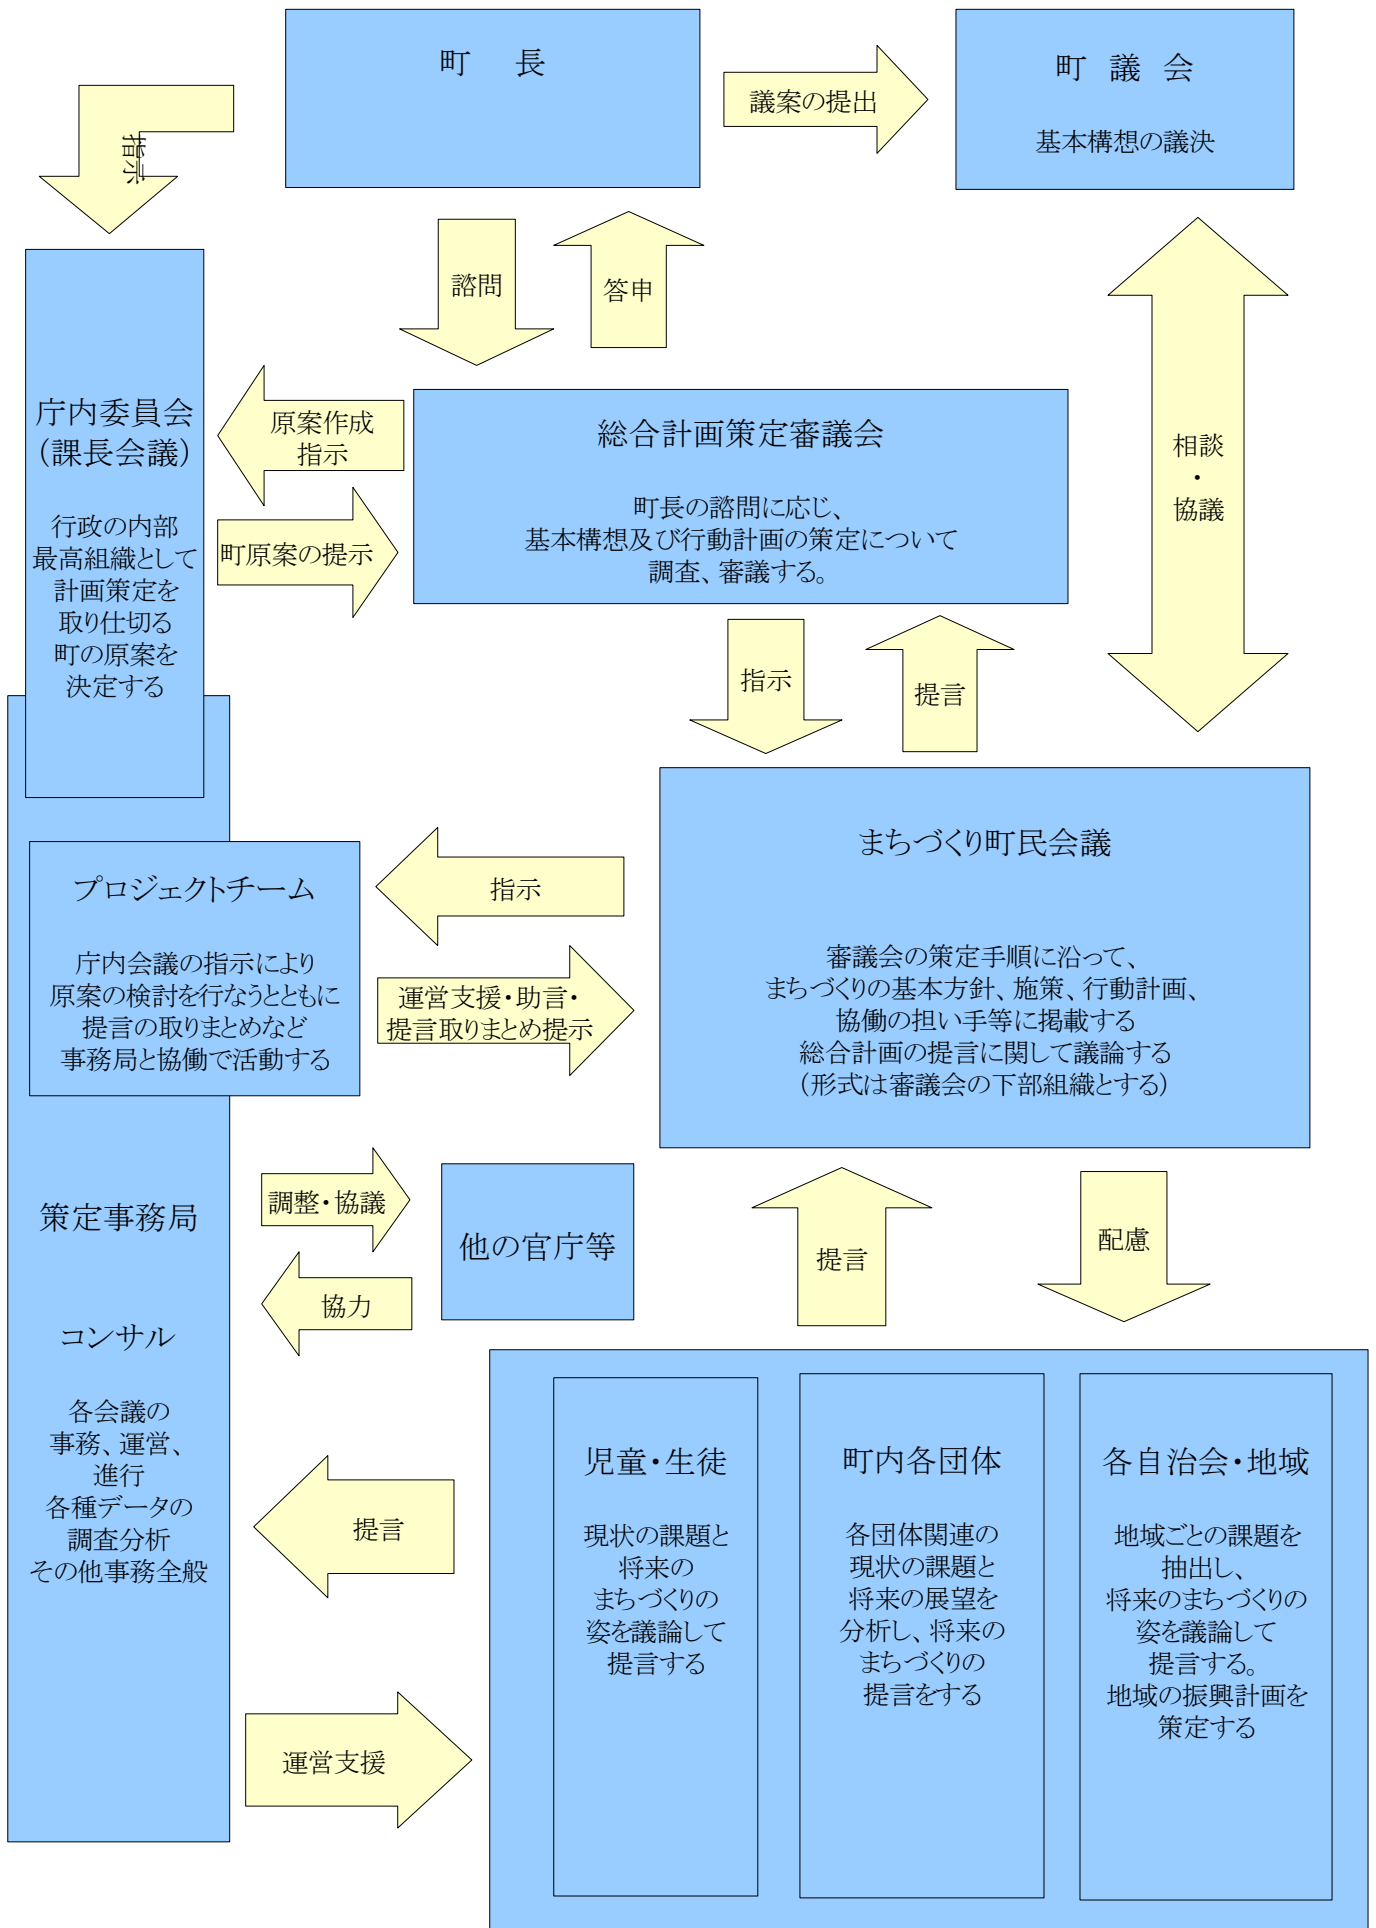 町　長
議案の提出
町 議 会
基本構想の議決
指示
諮問
答申
庁内委員会
(課長会議)
行政の内部
最高組織として
計画策定を
取り仕切る
町の原案を
決定する
原案作成
指示
町原案の提示
総合計画策定審議会
町長の諮問に応じ、
基本構想及び行動計画の策定について
調査、審議する。
相談
・
協議
指示
提言
まちづくり町民会議
審議会の策定手順に沿って、
まちづくりの基本方針、施策、行動計画、
協働の担い手等に掲載する
総合計画の提言に関して議論する
(形式は審議会の下部組織とする)
プロジェクトチーム
庁内会議の指示により
原案の検討を行なうとともに
提言の取りまとめなど
事務局と協働で活動する
指示
運営支援・助言・
提言取りまとめ提示
策定事務局
コンサル
各会議の
事務、運営、
進行
各種データの
調査分析
その他事務全般
調整・協議
協力
他の官庁等
提言
配慮
提言
運営支援
児童・生徒
現状の課題と
将来の
まちづくりの
姿を議論して
提言する
町内各団体
各団体関連の
現状の課題と
将来の展望を
分析し、将来の
まちづくりの
提言をする
各自治会・地域
地域ごとの課題を
抽出し、
将来のまちづくりの
姿を議論して
提言する。
地域の振興計画を
策定する